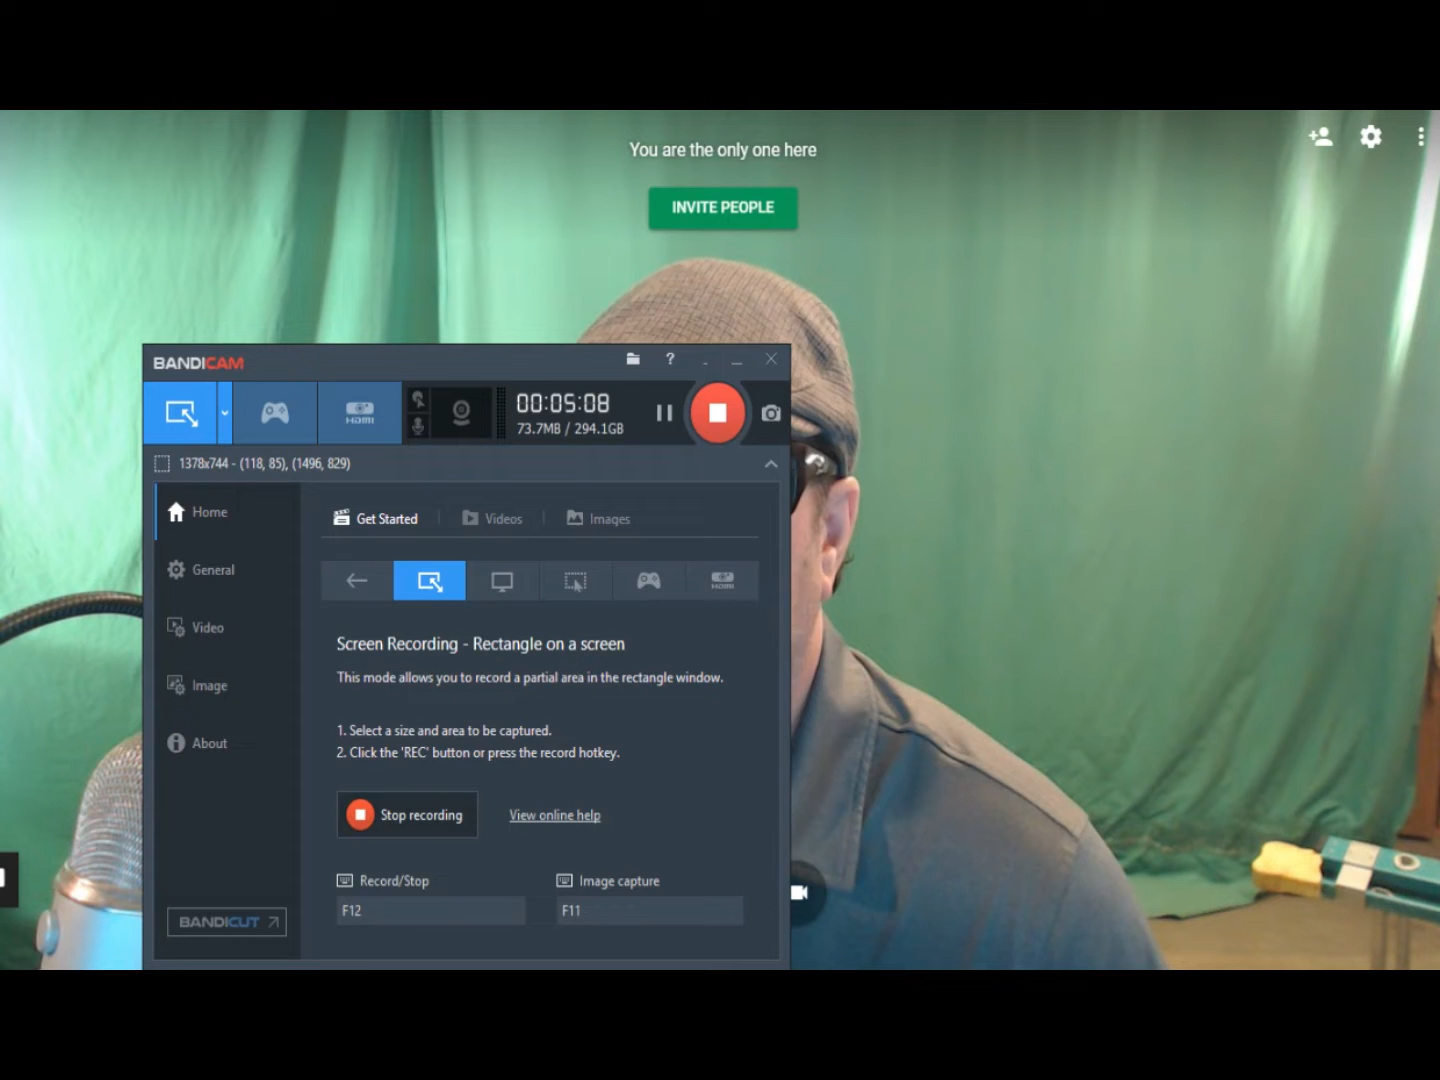 You are the only one here
INVITE PEOPLE
BANDICAM
?
HDMI
00:05:08
73.7MB / 294.1GB
1378x744 - (118, 85), (1496, 829)
Home
General
Video
Image
About
BANDICUT
Get Started
Videos
Images
HDMI
Screen Recording - Rectangle on a screen
This mode allows you to record a partial area in the rectangle window.
1. Select a size and area to be captured.
2. Click the 'REC' button or press the record hotkey.
Stop recording
View online help
Record/Stop
Image capture
F12
F11